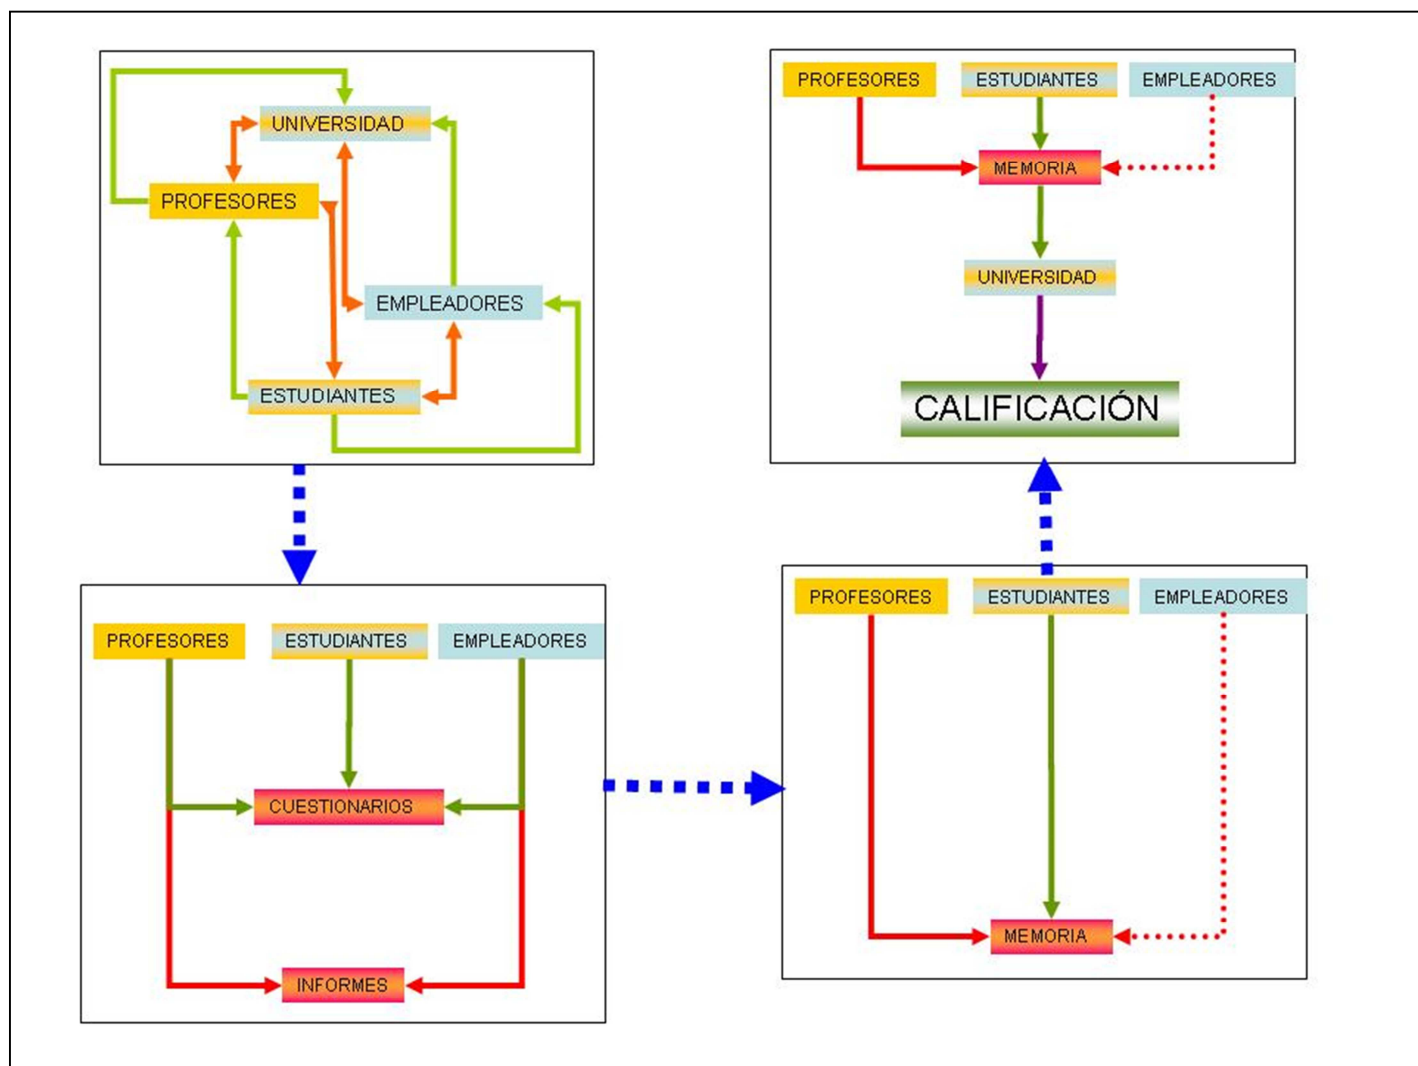 UNIVERSIDAD
PROFESORES
EMPLEADORES
ESTUDIANTES
PROFESORES ESTUDIANTES EMPLEADORES
MEMORIA
UNIVERSIDAD
CALIFICACIÓN
PROFESORES ESTUDIANTES EMPLEADORES
CUESTIONARIOS
INFORMES
PROFESORES ESTUDIANTES EMPLEADORES
MEMORIA